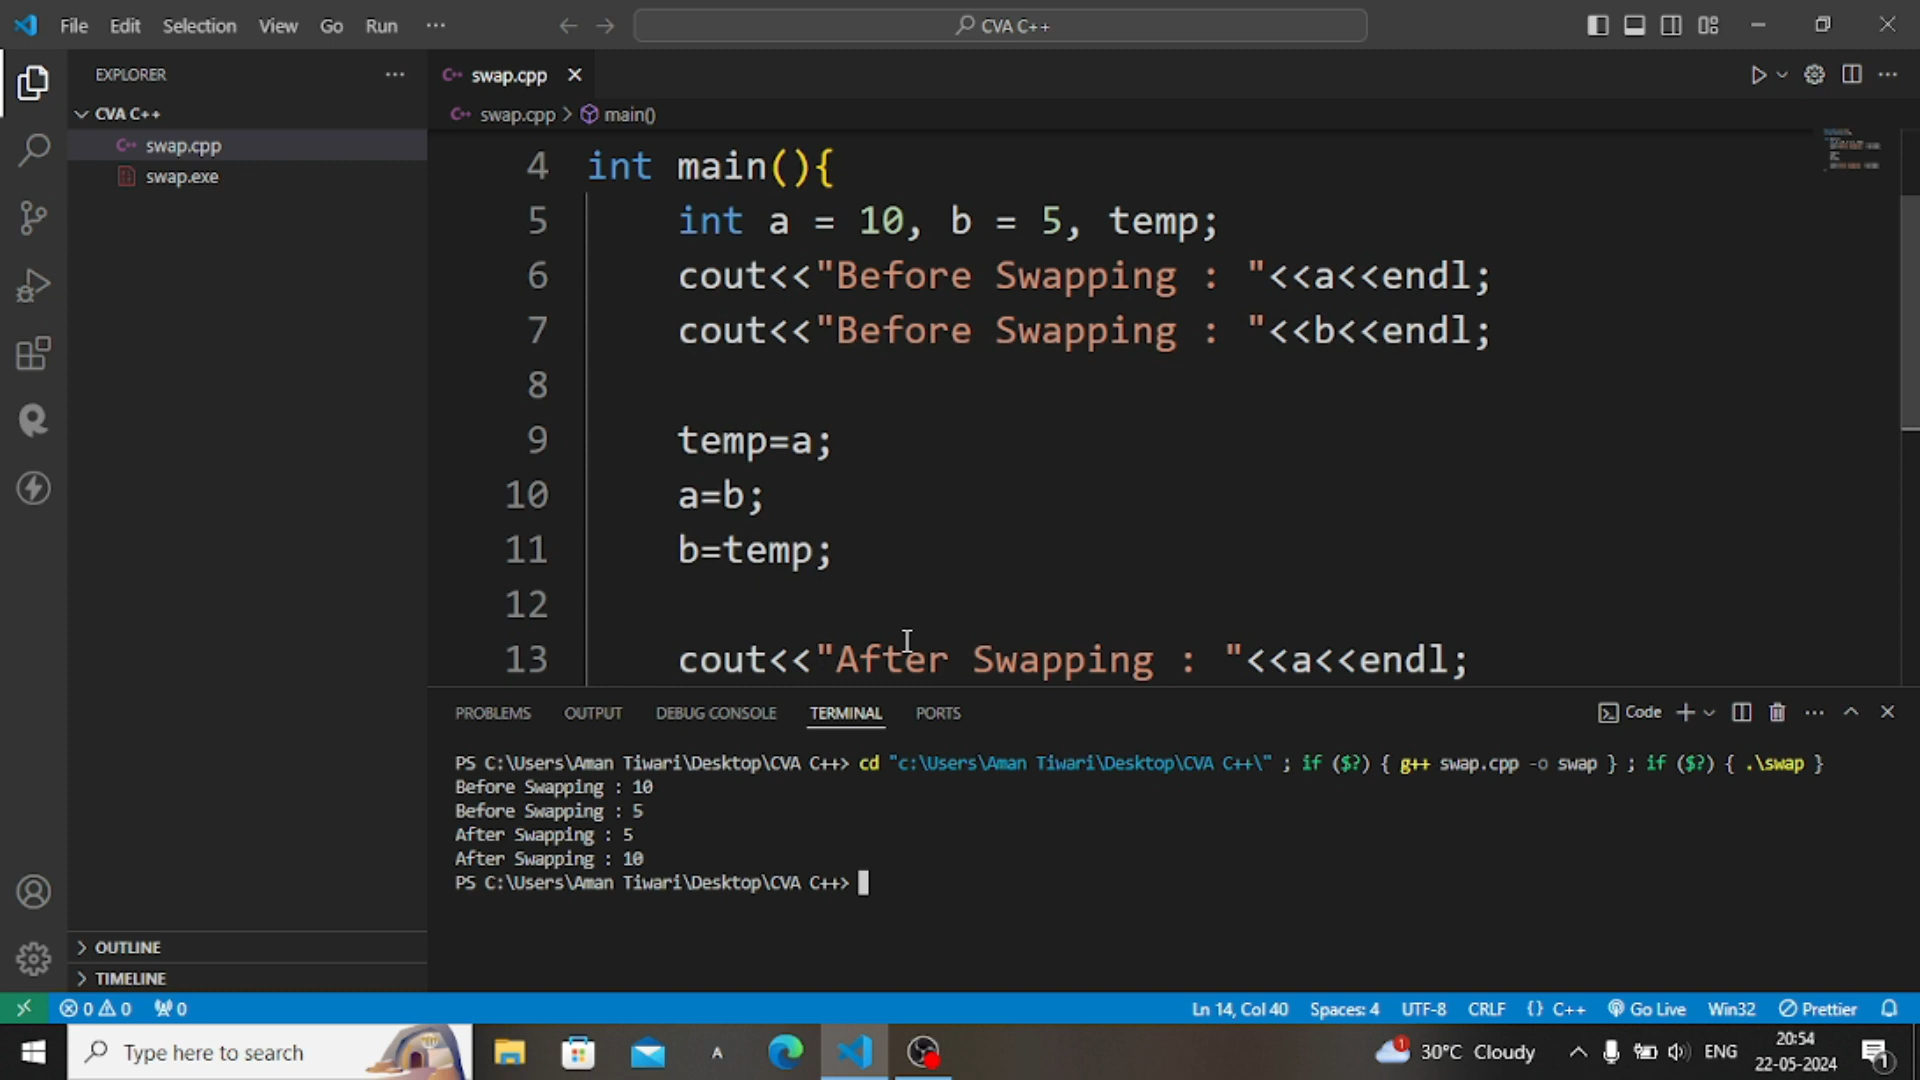 File Edit Selection View Go Run ··· CVA C++
EXPLORER ···
CVA C++
swap.cpp
swap.exe
OUTLINE
TIMELINE
swap.cpp
swap.cpp > main()
4 int main(){
5 int a = 10, b = 5, temp;
6 cout<<"Before Swapping : "<<a<<endl;
7 cout<<"Before Swapping : "<<b<<endl;
8
9 temp=a;
10 a=b;
11 b=temp;
12
13 cout<<"After Swapping : "<<a<<endl;
PROBLEMS OUTPUT DEBUG CONSOLE TERMINAL PORTS Code
PS C:\Users\Aman Tiwari\Desktop\CVA C++> cd "c:\Users\Aman Tiwari\Desktop\CVA C++\" ; if ($?) { g++ swap.cpp -o swap } ; if ($?) { .\swap }
Before Swapping : 10
Before Swapping : 5
After Swapping : 5
After Swapping : 10
PS C:\Users\Aman Tiwari\Desktop\CVA C++>
0 0 0 Ln 14, Col 40 Spaces: 4 UTF-8 CRLF {} C++ Go Live Win32 Prettier
Type here to search A 1 30°C Cloudy ENG 20:54 1
22-05-2024